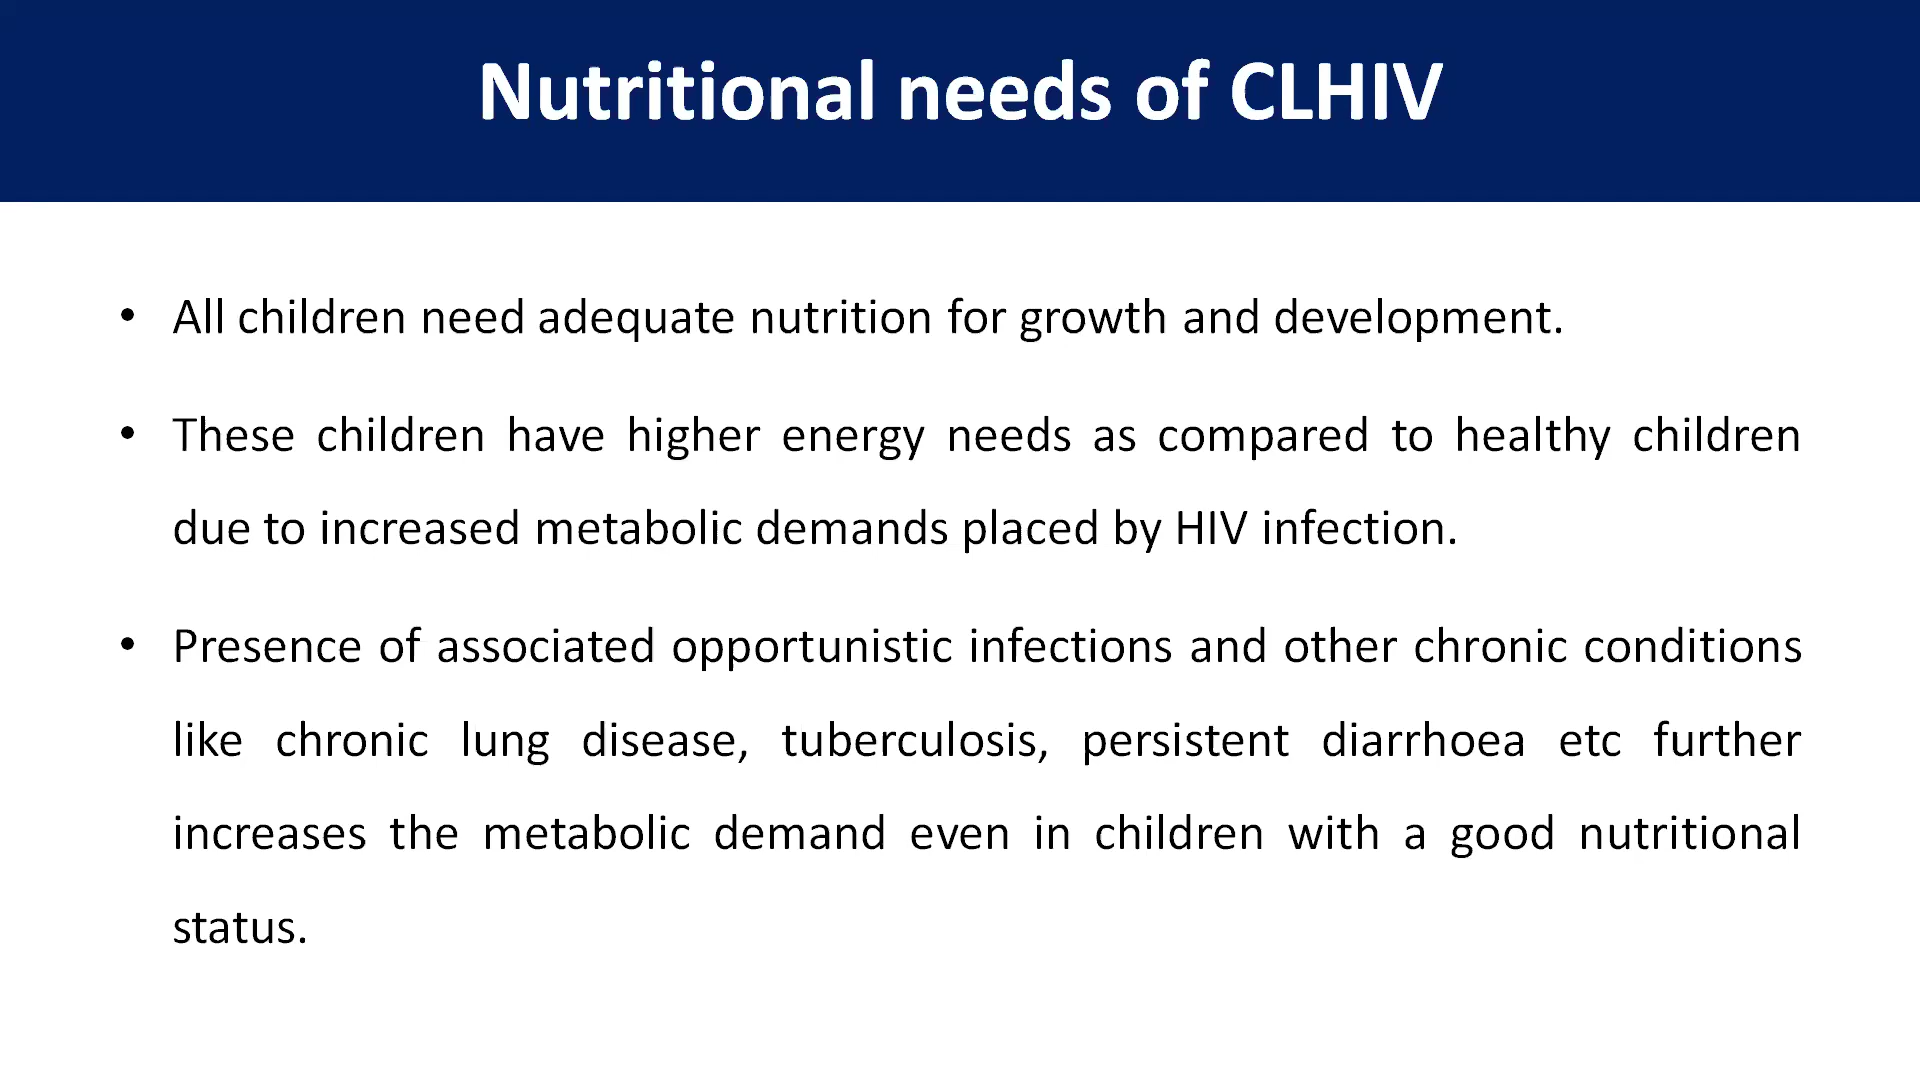 Nutritional needs of CLHIV
• All children need adequate nutrition for growth and development.
• These children have higher energy needs as compared to healthy children
due to increased metabolic demands placed by HIV infection.
• Presence of associated opportunistic infections and other chronic conditions
like chronic lung disease, tuberculosis, persistent diarrhoea etc further
increases the metabolic demand even in children with a good nutritional
status.